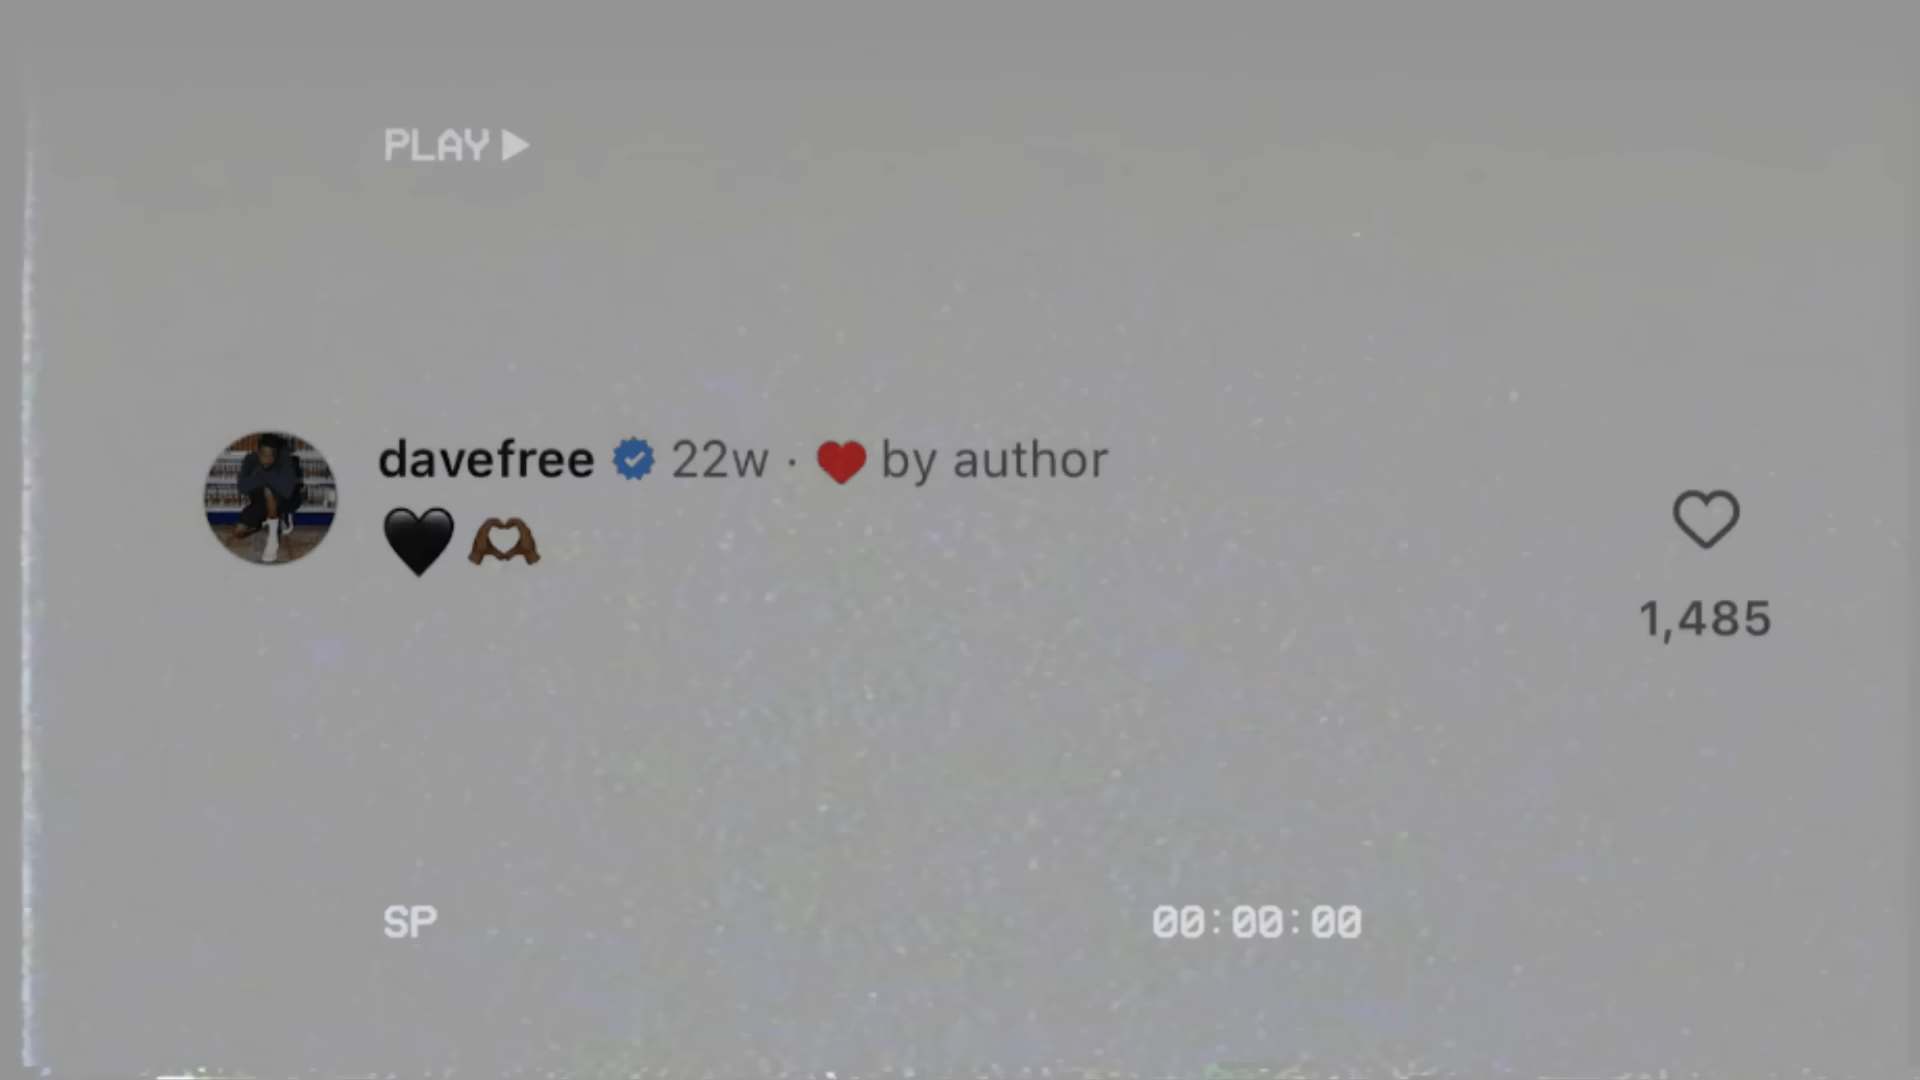 PLAY ▶
davefree 22w · ❤️ by author
🖤 🫶🏾
1,485
SP
00:00:00